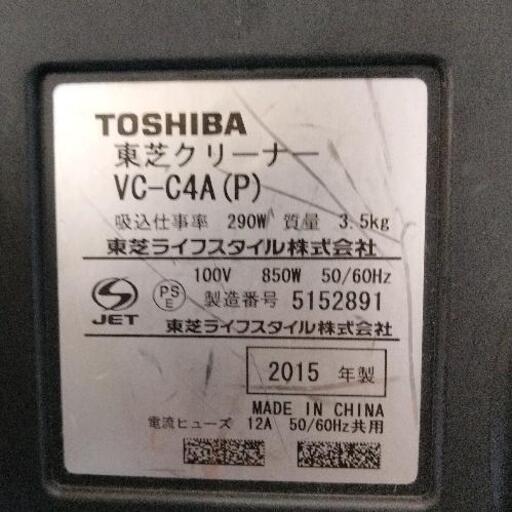 TOSHIBA
東芝クリーナー
VC-C4A(P)
吸込仕事率 290W 質量 3.5kg
東芝ライフスタイル株式会社
100V 850W 50/60Hz
S JET PS E 製造番号 5152891
東芝ライフスタイル株式会社
2015 年製
MADE IN CHINA
電流ヒューズ 12A 50/60Hz共用